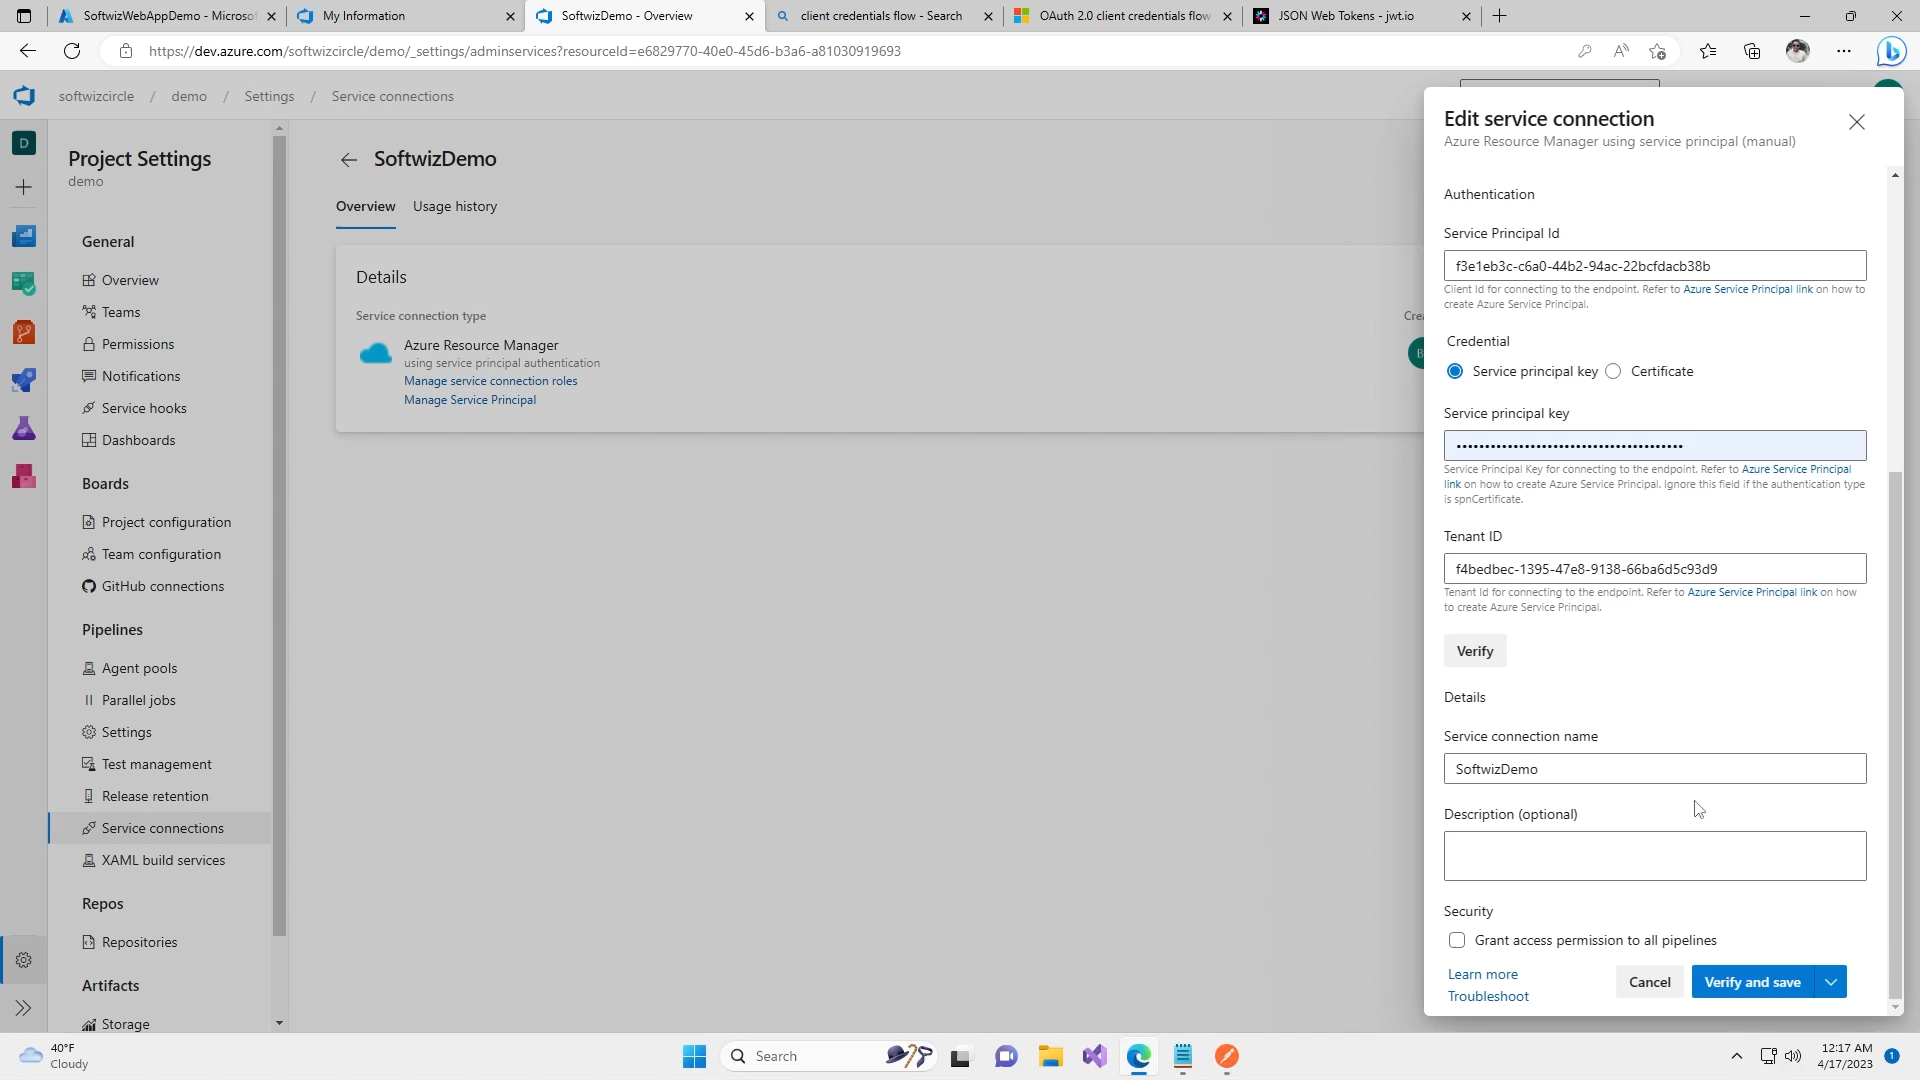 SoftwizWebAppDemo - Microsof
My Information
SoftwizDemo - Overview
client credentials flow - Search
OAuth 2.0 client credentials flow
JSON Web Tokens - jwt.io
https://dev.azure.com/softwizcircle/demo/_settings/adminservices?resourceId=e6829770-40e0-45d6-b3a6-a81030919693
softwizcircle / demo / Settings / Service connections
D
Project Settings
demo
General
Overview
Teams
Permissions
Notifications
Service hooks
Dashboards
Boards
Project configuration
Team configuration
GitHub connections
Pipelines
Agent pools
Parallel jobs
Settings
Test management
Release retention
Service connections
XAML build services
Repos
Repositories
Artifacts
Storage
SoftwizDemo
Overview Usage history
Details
Service connection type
Azure Resource Manager
using service principal authentication
Manage service connection roles
Manage Service Principal
Crea
B
Edit service connection
Azure Resource Manager using service principal (manual)
Authentication
Service Principal Id
f3e1eb3c-c6a0-44b2-94ac-22bcfdacb38b
Client Id for connecting to the endpoint. Refer to Azure Service Principal link on how to
create Azure Service Principal.
Credential
Service principal key Certificate
Service principal key
Service Principal Key for connecting to the endpoint. Refer to Azure Service Principal
link on how to create Azure Service Principal. Ignore this field if the authentication type
is spnCertificate.
Tenant ID
f4bedbec-1395-47e8-9138-66ba6d5c93d9
Tenant Id for connecting to the endpoint. Refer to Azure Service Principal link on how
to create Azure Service Principal.
Verify
Details
Service connection name
SoftwizDemo
Description (optional)
Security
Grant access permission to all pipelines
Learn more
Troubleshoot
Cancel
Verify and save
40°F
Cloudy
Search
12:17 AM
4/17/2023
1